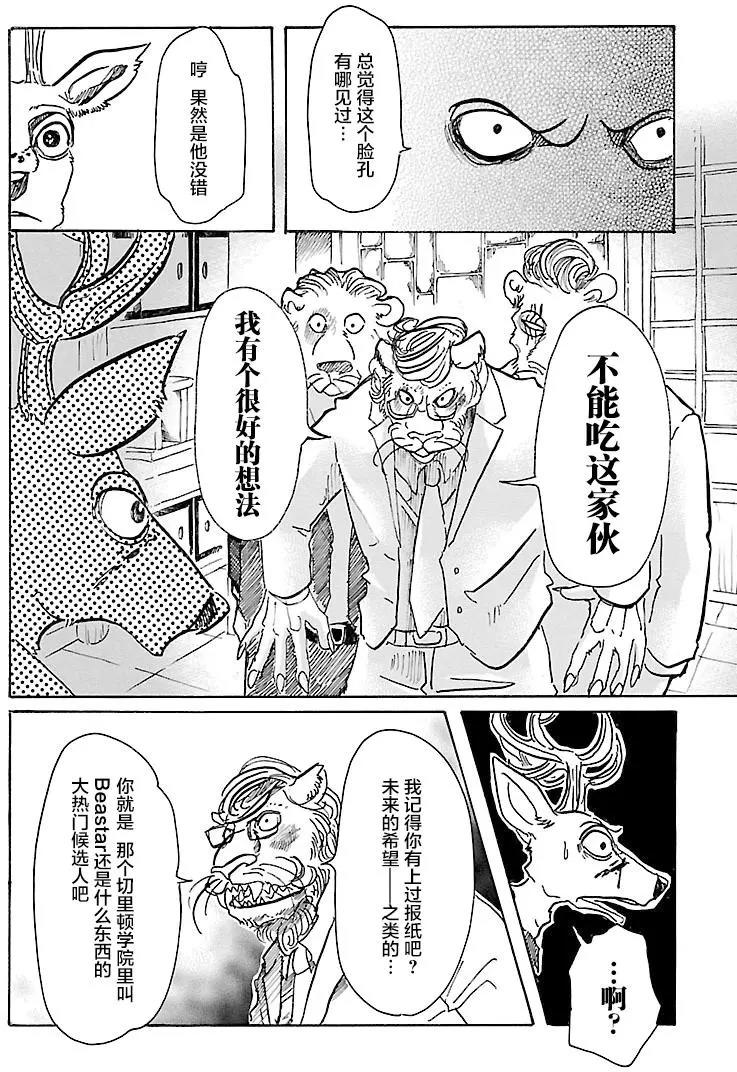 总觉得这个脸孔
有哪见过…
哼 果然是他没错
不能吃这家伙
我有个很好的想法
…啊？
我记得你有上过报纸吧？
未来的希望——之类的…
你就是 那个切里顿学院里叫
Beastar还是什么东西的
大热门候选人吧